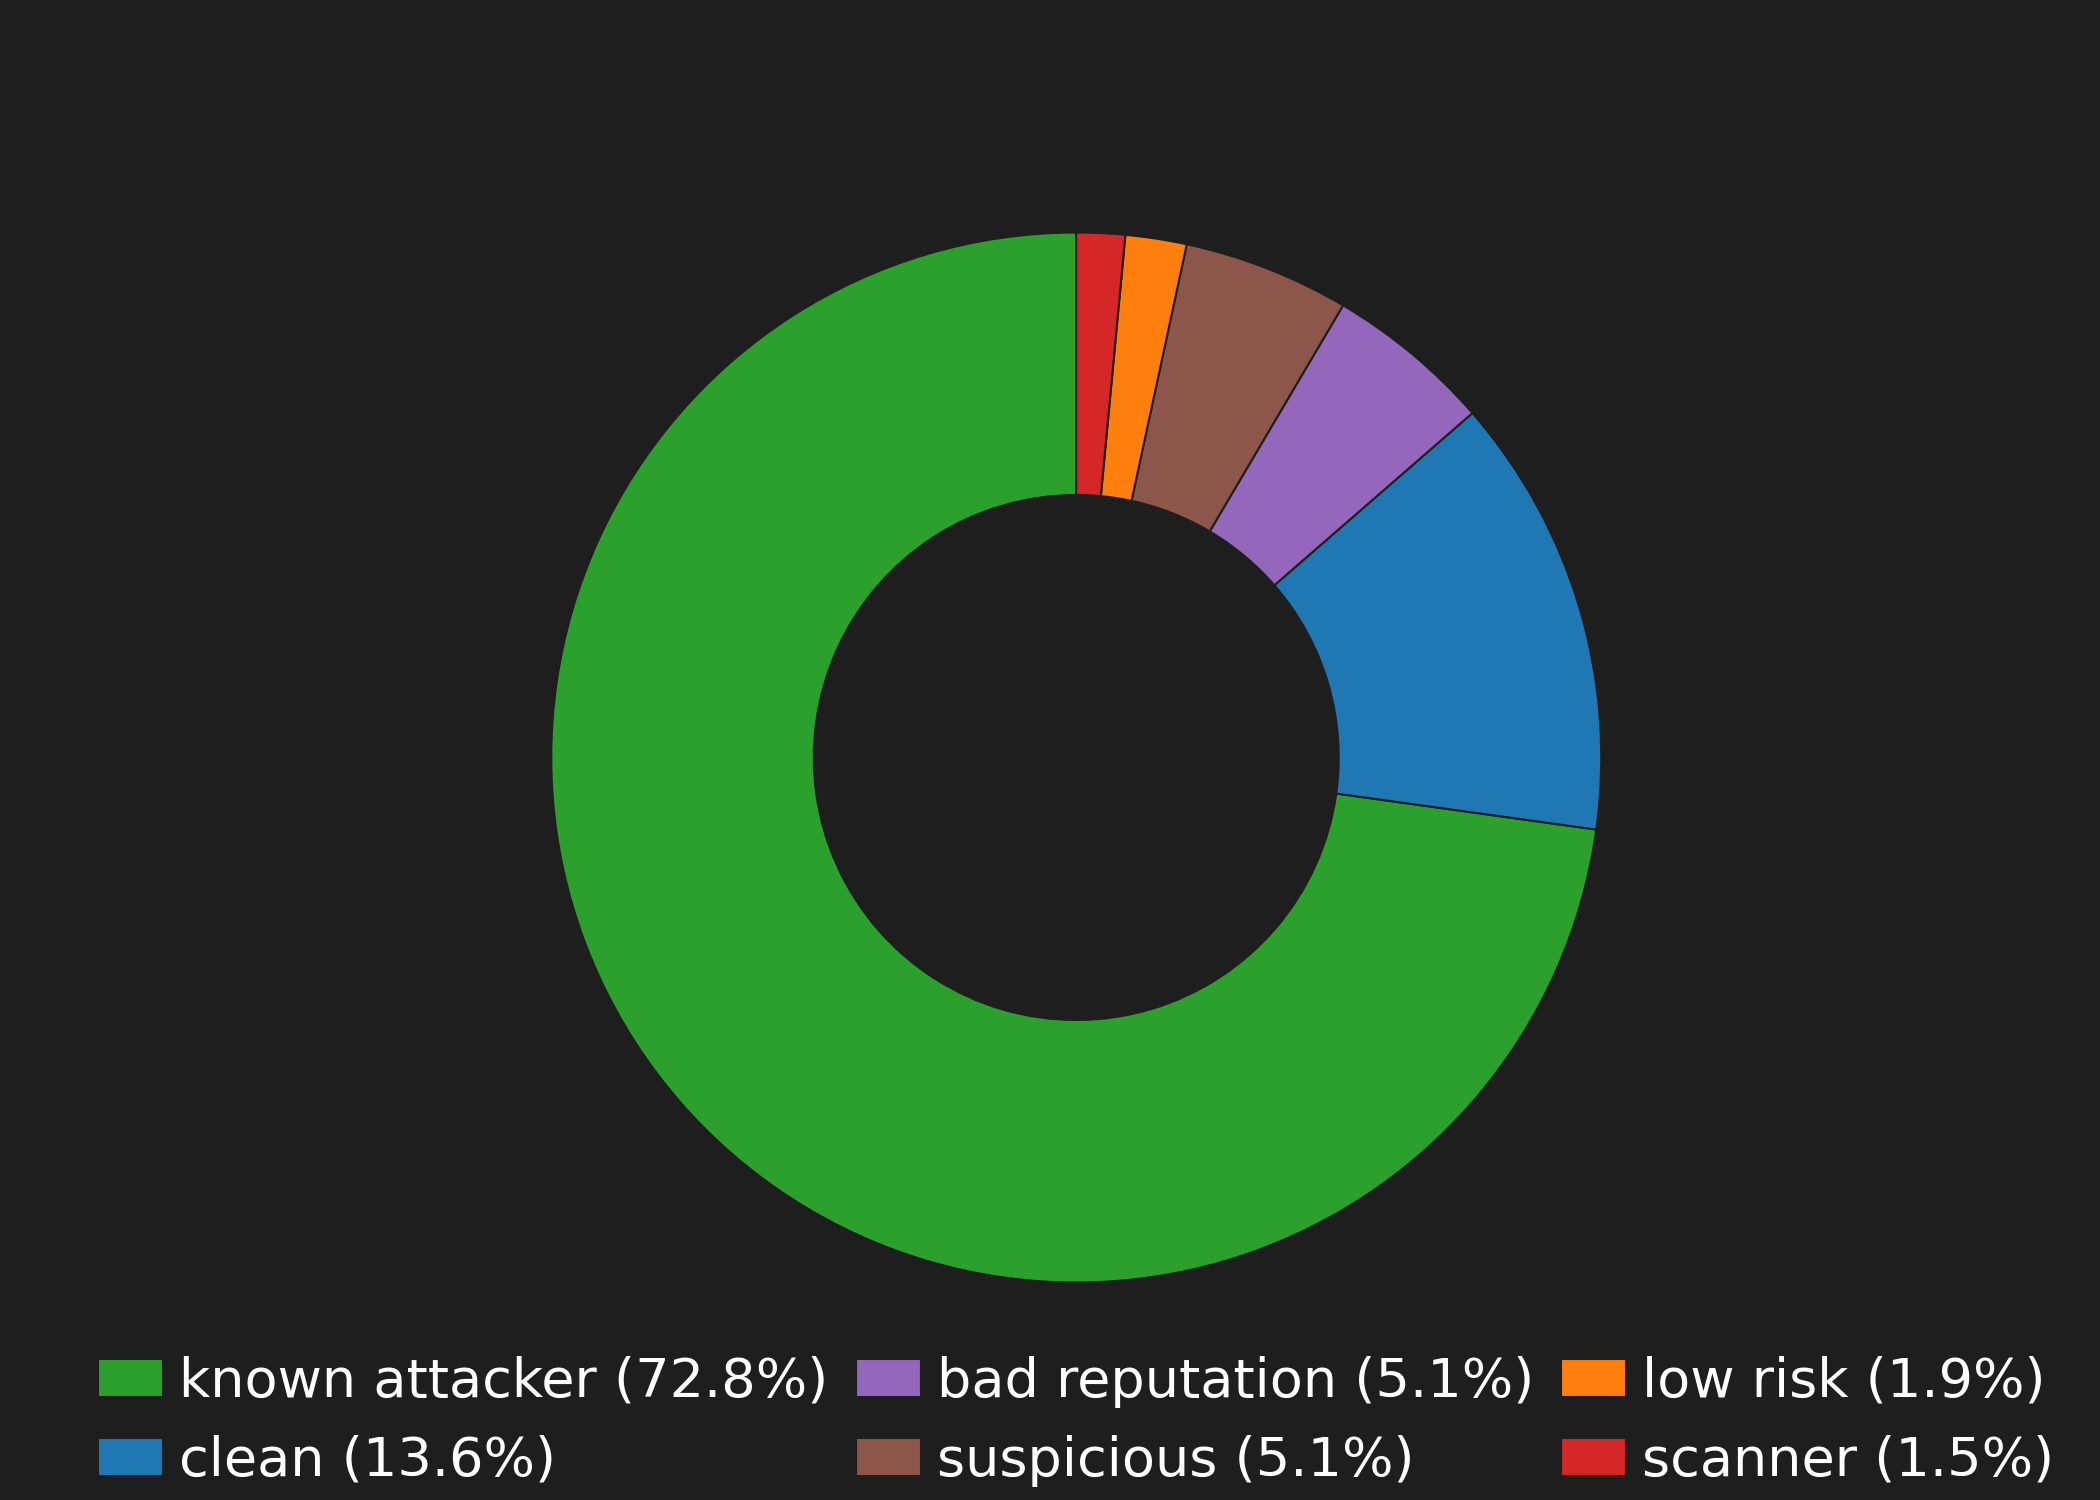 known attacker (72.8%) bad reputation (5.1%) low risk (1.9%)
clean (13.6%) suspicious (5.1%) scanner (1.5%)